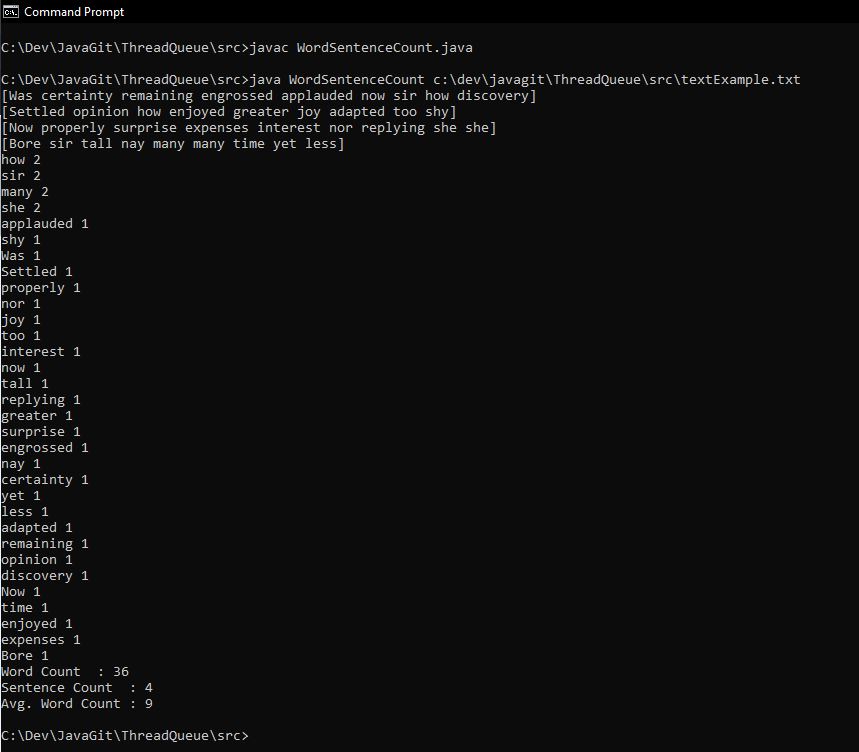 Command Prompt
C:\Dev\JavaGit\ThreadQueue\src>javac WordSentenceCount.java
C:\Dev\JavaGit\ThreadQueue\src>java WordSentenceCount c:\dev\javagit\ThreadQueue\src\textExample.txt
[Was certainty remaining engrossed applauded now sir how discovery]
[Settled opinion how enjoyed greater joy adapted too shy]
[Now properly surprise expenses interest nor replying she she]
[Bore sir tall nay many many time yet less]
how 2
sir 2
many 2
she 2
applauded 1
shy 1
Was 1
Settled 1
properly 1
nor 1
joy 1
too 1
interest 1
now 1
tall 1
replying 1
greater 1
surprise 1
engrossed 1
nay 1
certainty 1
yet 1
less 1
adapted 1
remaining 1
opinion 1
discovery 1
Now 1
time 1
enjoyed 1
expenses 1
Bore 1
Word Count  : 36
Sentence Count  : 4
Avg. Word Count : 9
C:\Dev\JavaGit\ThreadQueue\src>